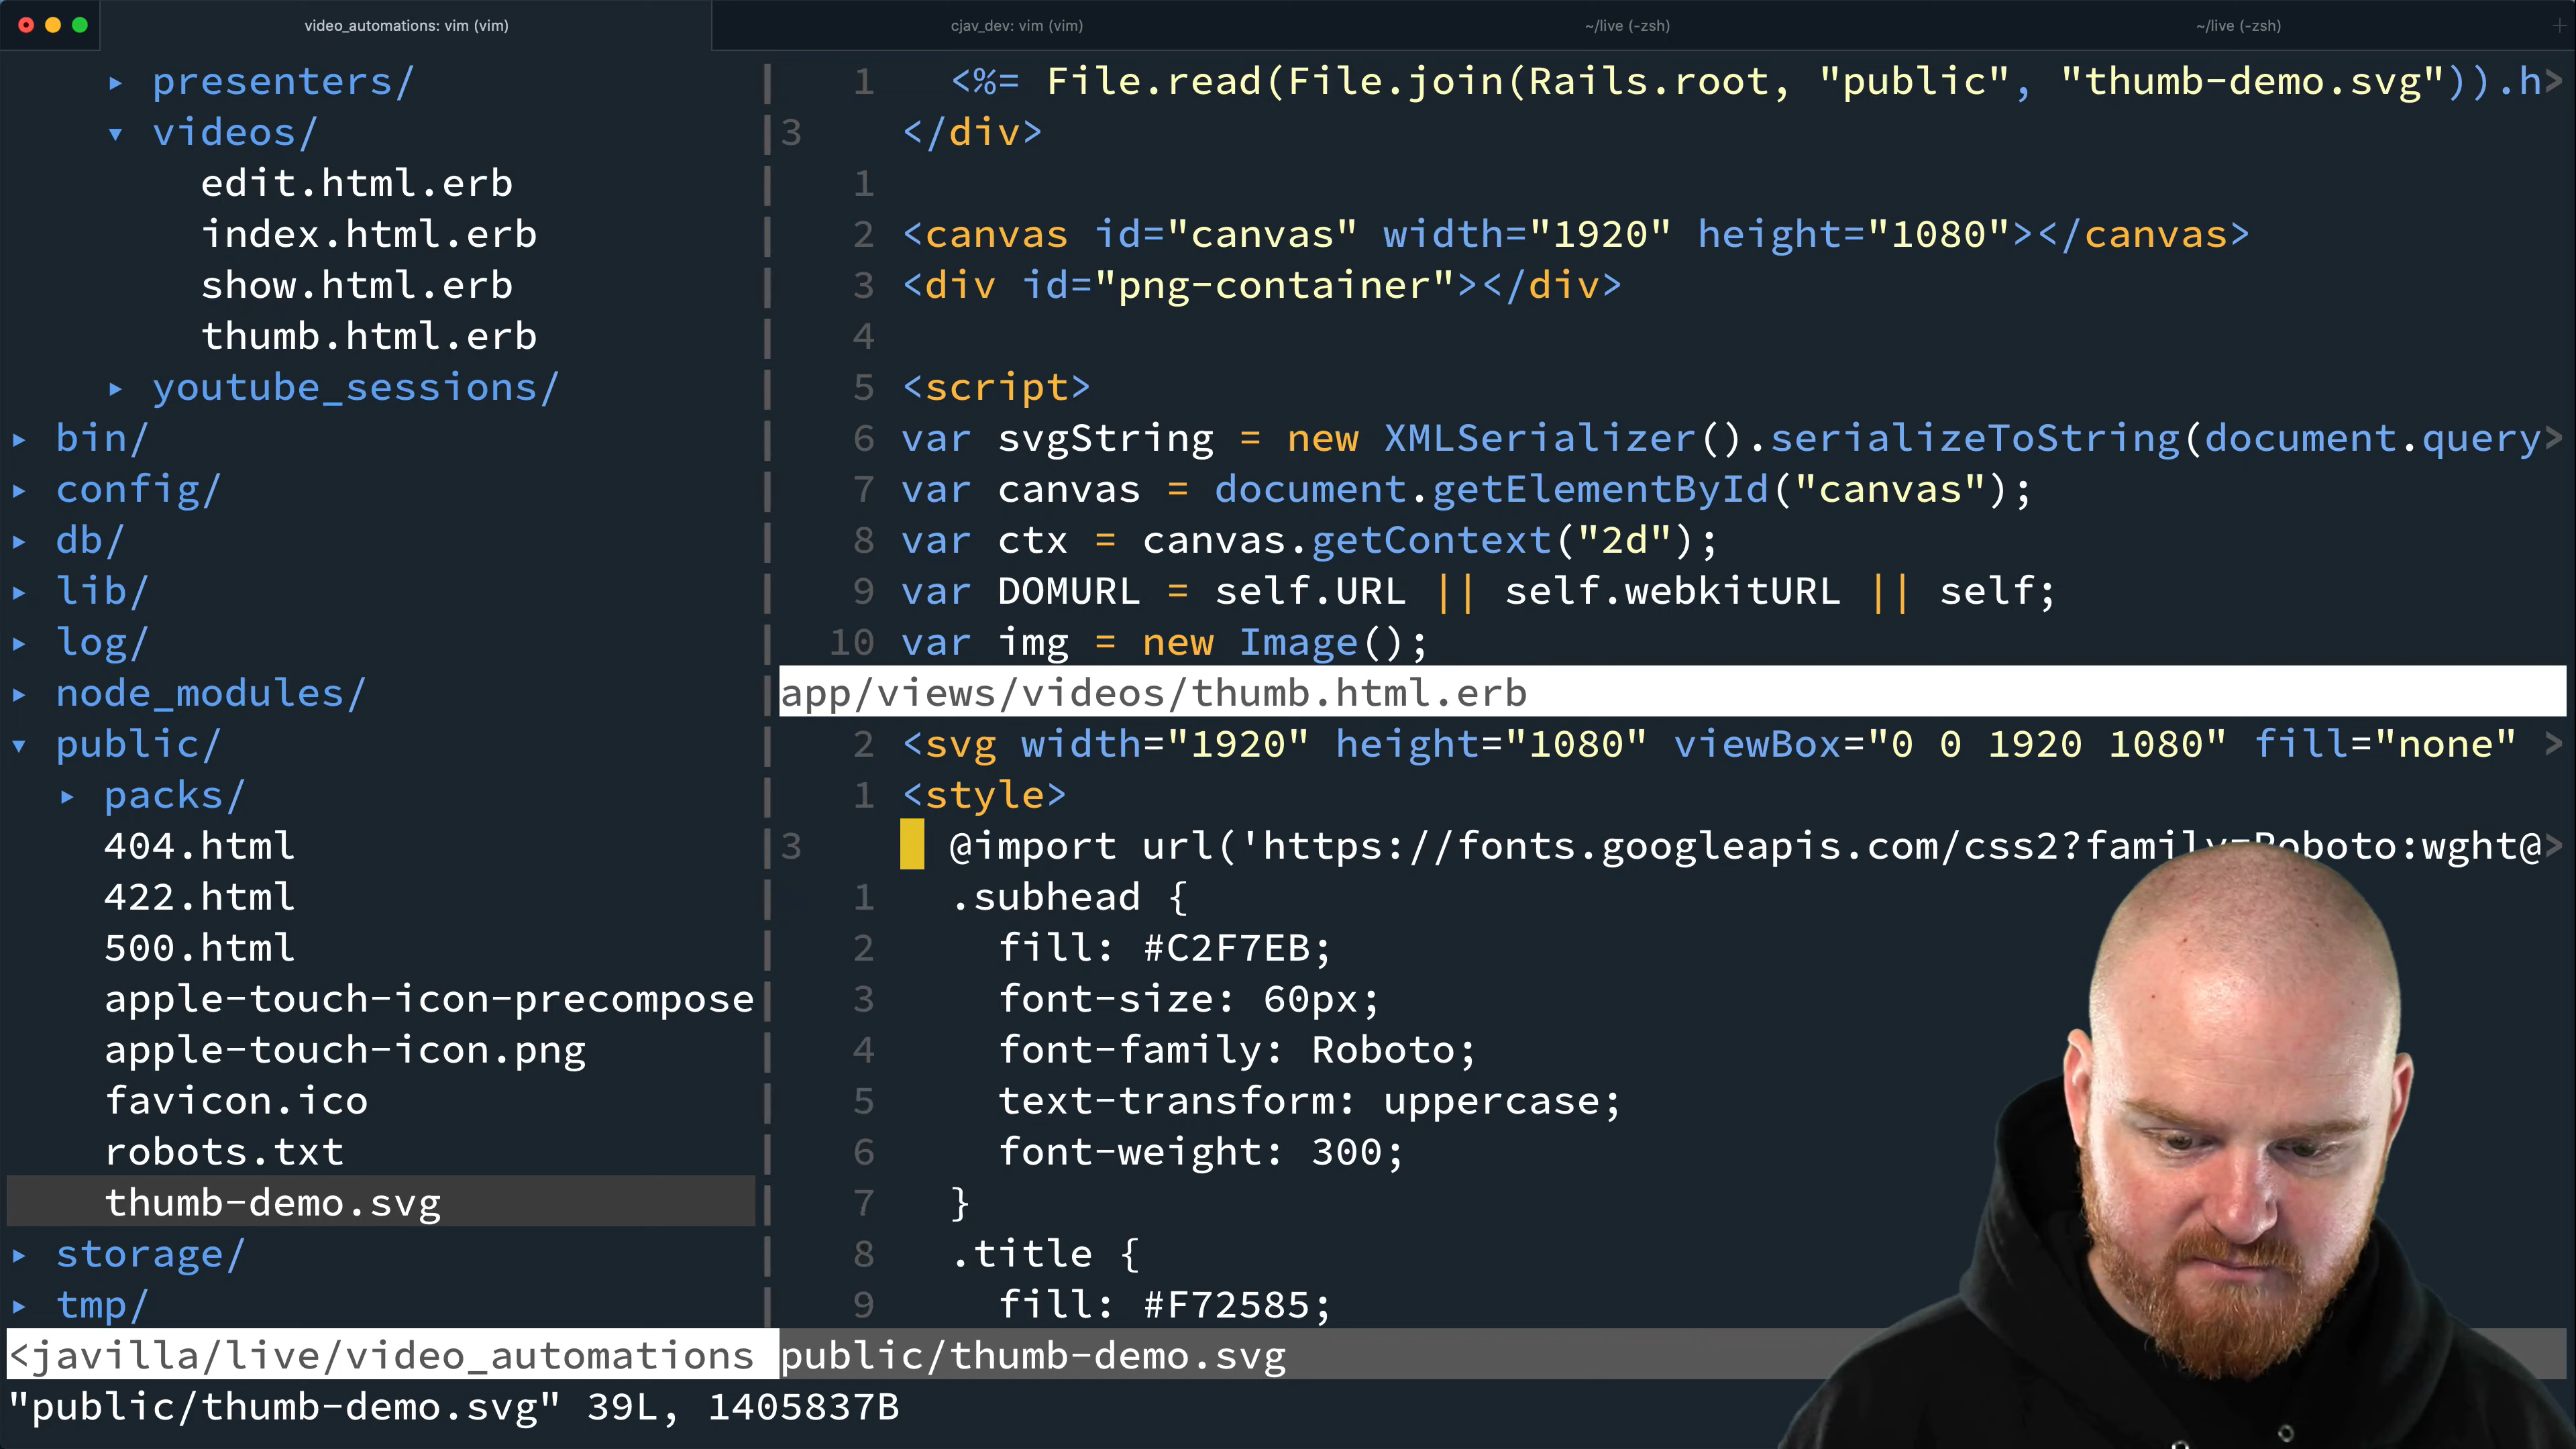 video_automations: vim (vim)
cjav_dev: vim (vim)
~/live (-zsh)
~/live (-zsh)
▸ presenters/
▾ videos/
edit.html.erb
index.html.erb
show.html.erb
thumb.html.erb
▸ youtube_sessions/
▸ bin/
▸ config/
▸ db/
▸ lib/
▸ log/
▸ node_modules/
▾ public/
▸ packs/
404.html
422.html
500.html
apple-touch-icon-precompose
apple-touch-icon.png
favicon.ico
robots.txt
thumb-demo.svg
▸ storage/
▸ tmp/
<javilla/live/video_automations
1 <%= File.read(File.join(Rails.root, "public", "thumb-demo.svg")).h>
3 </div>
1
2 <canvas id="canvas" width="1920" height="1080"></canvas>
3 <div id="png-container"></div>
4
5 <script>
6 var svgString = new XMLSerializer().serializeToString(document.query>
7 var canvas = document.getElementById("canvas");
8 var ctx = canvas.getContext("2d");
9 var DOMURL = self.URL || self.webkitURL || self;
10 var img = new Image();
app/views/videos/thumb.html.erb
2 <svg width="1920" height="1080" viewBox="0 0 1920 1080" fill="none" >
1 <style>
3 @import url('https://fonts.googleapis.com/css2?family=Roboto:wght@>
1 .subhead {
2 fill: #C2F7EB;
3 font-size: 60px;
4 font-family: Roboto;
5 text-transform: uppercase;
6 font-weight: 300;
7 }
8 .title {
9 fill: #F72585;
public/thumb-demo.svg
"public/thumb-demo.svg" 39L, 1405837B